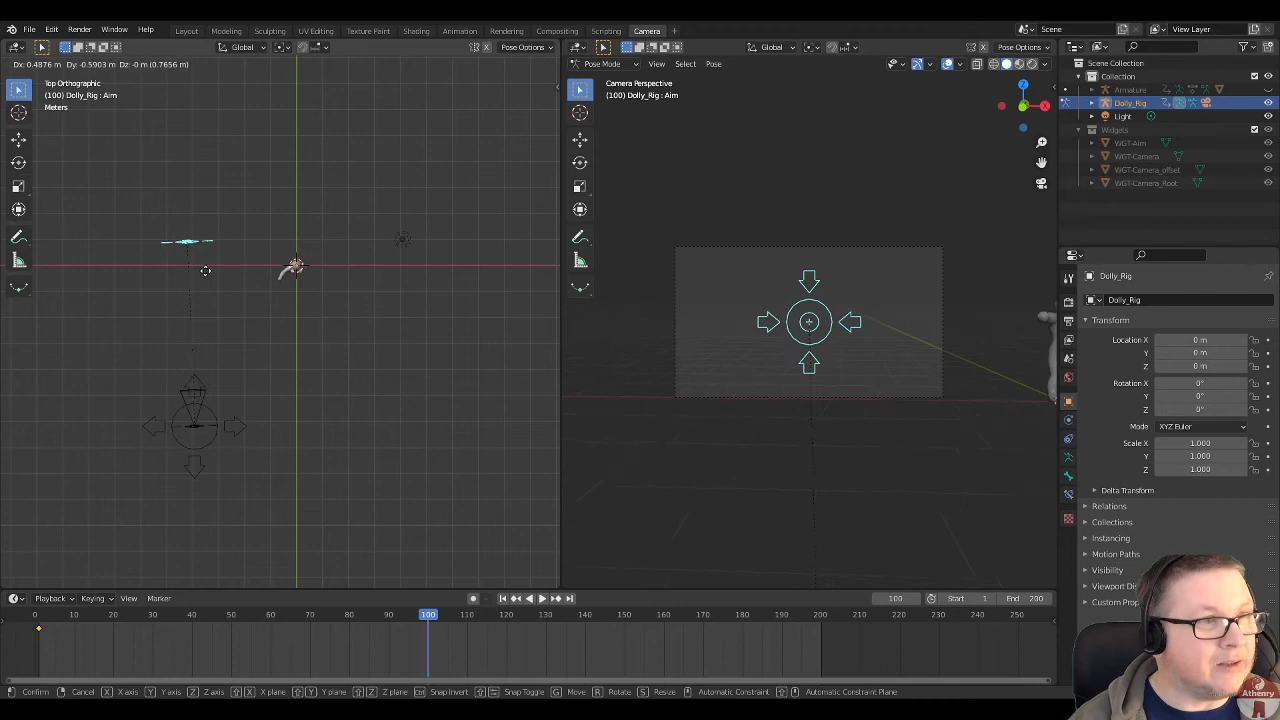 File Edit Render Window Help
Layout Modeling Sculpting UV Editing Texture Paint Shading Animation Rendering Compositing Scripting Camera +
Scene
View Layer
Global
Pose Options
Global
Pose Options
Dx: 0.4876 m Dy: -0.5903 m Dz: -0 m (0.7656 m)
Pose Mode View Select Pose
Scene Collection
Collection
Armature
Dolly_Rig
Light
Widgets
WGT-Aim
WGT-Camera
WGT-Camera_offset
WGT-Camera_Root
Top Orthographic
(100) Dolly_Rig : Aim
Meters
Camera Perspective
(100) Dolly_Rig : Aim
Z
X
Y
Dolly_Rig
Dolly_Rig
Transform
Location X 0 m
Y 0 m
Z 0 m
Rotation X 0°
Y 0°
Z 0°
Mode XYZ Euler
Scale X 1.000
Y 1.000
Z 1.000
Delta Transform
Relations
Collections
Instancing
Motion Paths
Visibility
Viewport Dis
Custom Prop
Playback Keying View Marker
100 Start 1 End 200
0 10 20 30 40 50 60 70 80 90 100 110 120 130 140 150 160 170 180 190 200 210 220 230 240 250
Confirm Cancel X X axis Y Y axis Z Z axis X X plane Y Y plane Z Z plane Ctrl Snap Invert Snap Toggle G Move R Rotate S Resize Automatic Constraint Automatic Constraint Plane
Athenry